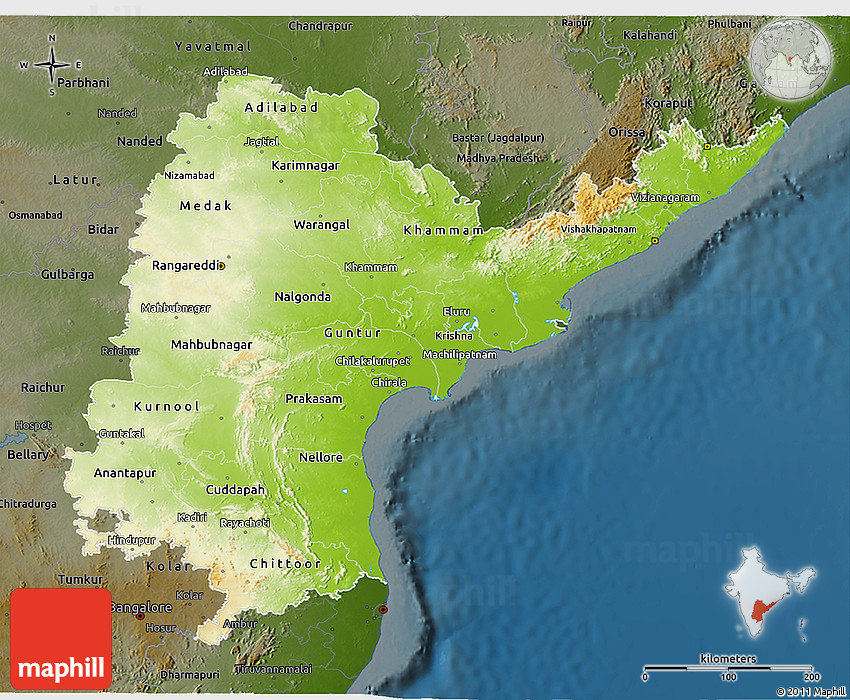 Chandrapur
Raipur
Phulbani
Kalahandi
Yavatmal
N
W E
S
Adilabad
Parbhani
Adilabad
Koraput
Nanded
Nanded
Jagtial
Bastar (Jagdalpur)
Orissa
Madhya Pradesh
Karimnagar
Nizamabad
Latur
Medak
Vizianagaram
Osmanabad
Warangal
Khammam
Vishakhapatnam
Bidar
Rangareddi
Khammam
Gulbarga
Nalgonda
Mahbubnagar
Eluru
Guntur
Krishna
Mahbubnagar
Raichur
Machilipatnam
Chilakalurupet
Chirala
Raichur
Prakasam
Kurnool
Hospet
Guntakal
Bellary
Nellore
Anantapur
Cuddapah
Chitradurga
Kadiri
Rayachoti
Hindupur
Kolar
Chittoor
Tumkur
Kolar
Bangalore
Hosur
Ambur
Tiruvannamalai
Dharmapuri
maphill
maphill
kilometers
0 100 200
© 2011 Maphill